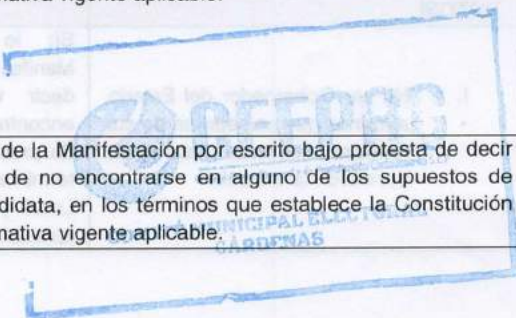 mativa vigente aplicable.
CEEPAC
de la Manifestación por escrito bajo protesta de decir
de no encontrarse en alguno de los supuestos de
didata, en los términos que establece la Constitución
MUNICIPAL ELECTORAL
mativa vigente aplicable.
CÁRDENAS